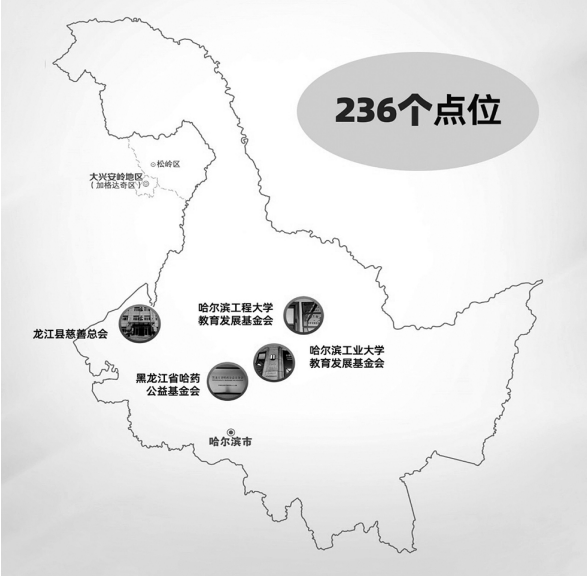 236个点位
松岭区
大兴安岭地区
(加格达奇区)
哈尔滨工程大学
教育发展基金会
龙江县慈善总会
哈尔滨工业大学
教育发展基金会
黑龙江省哈药
公益基金会
哈尔滨市